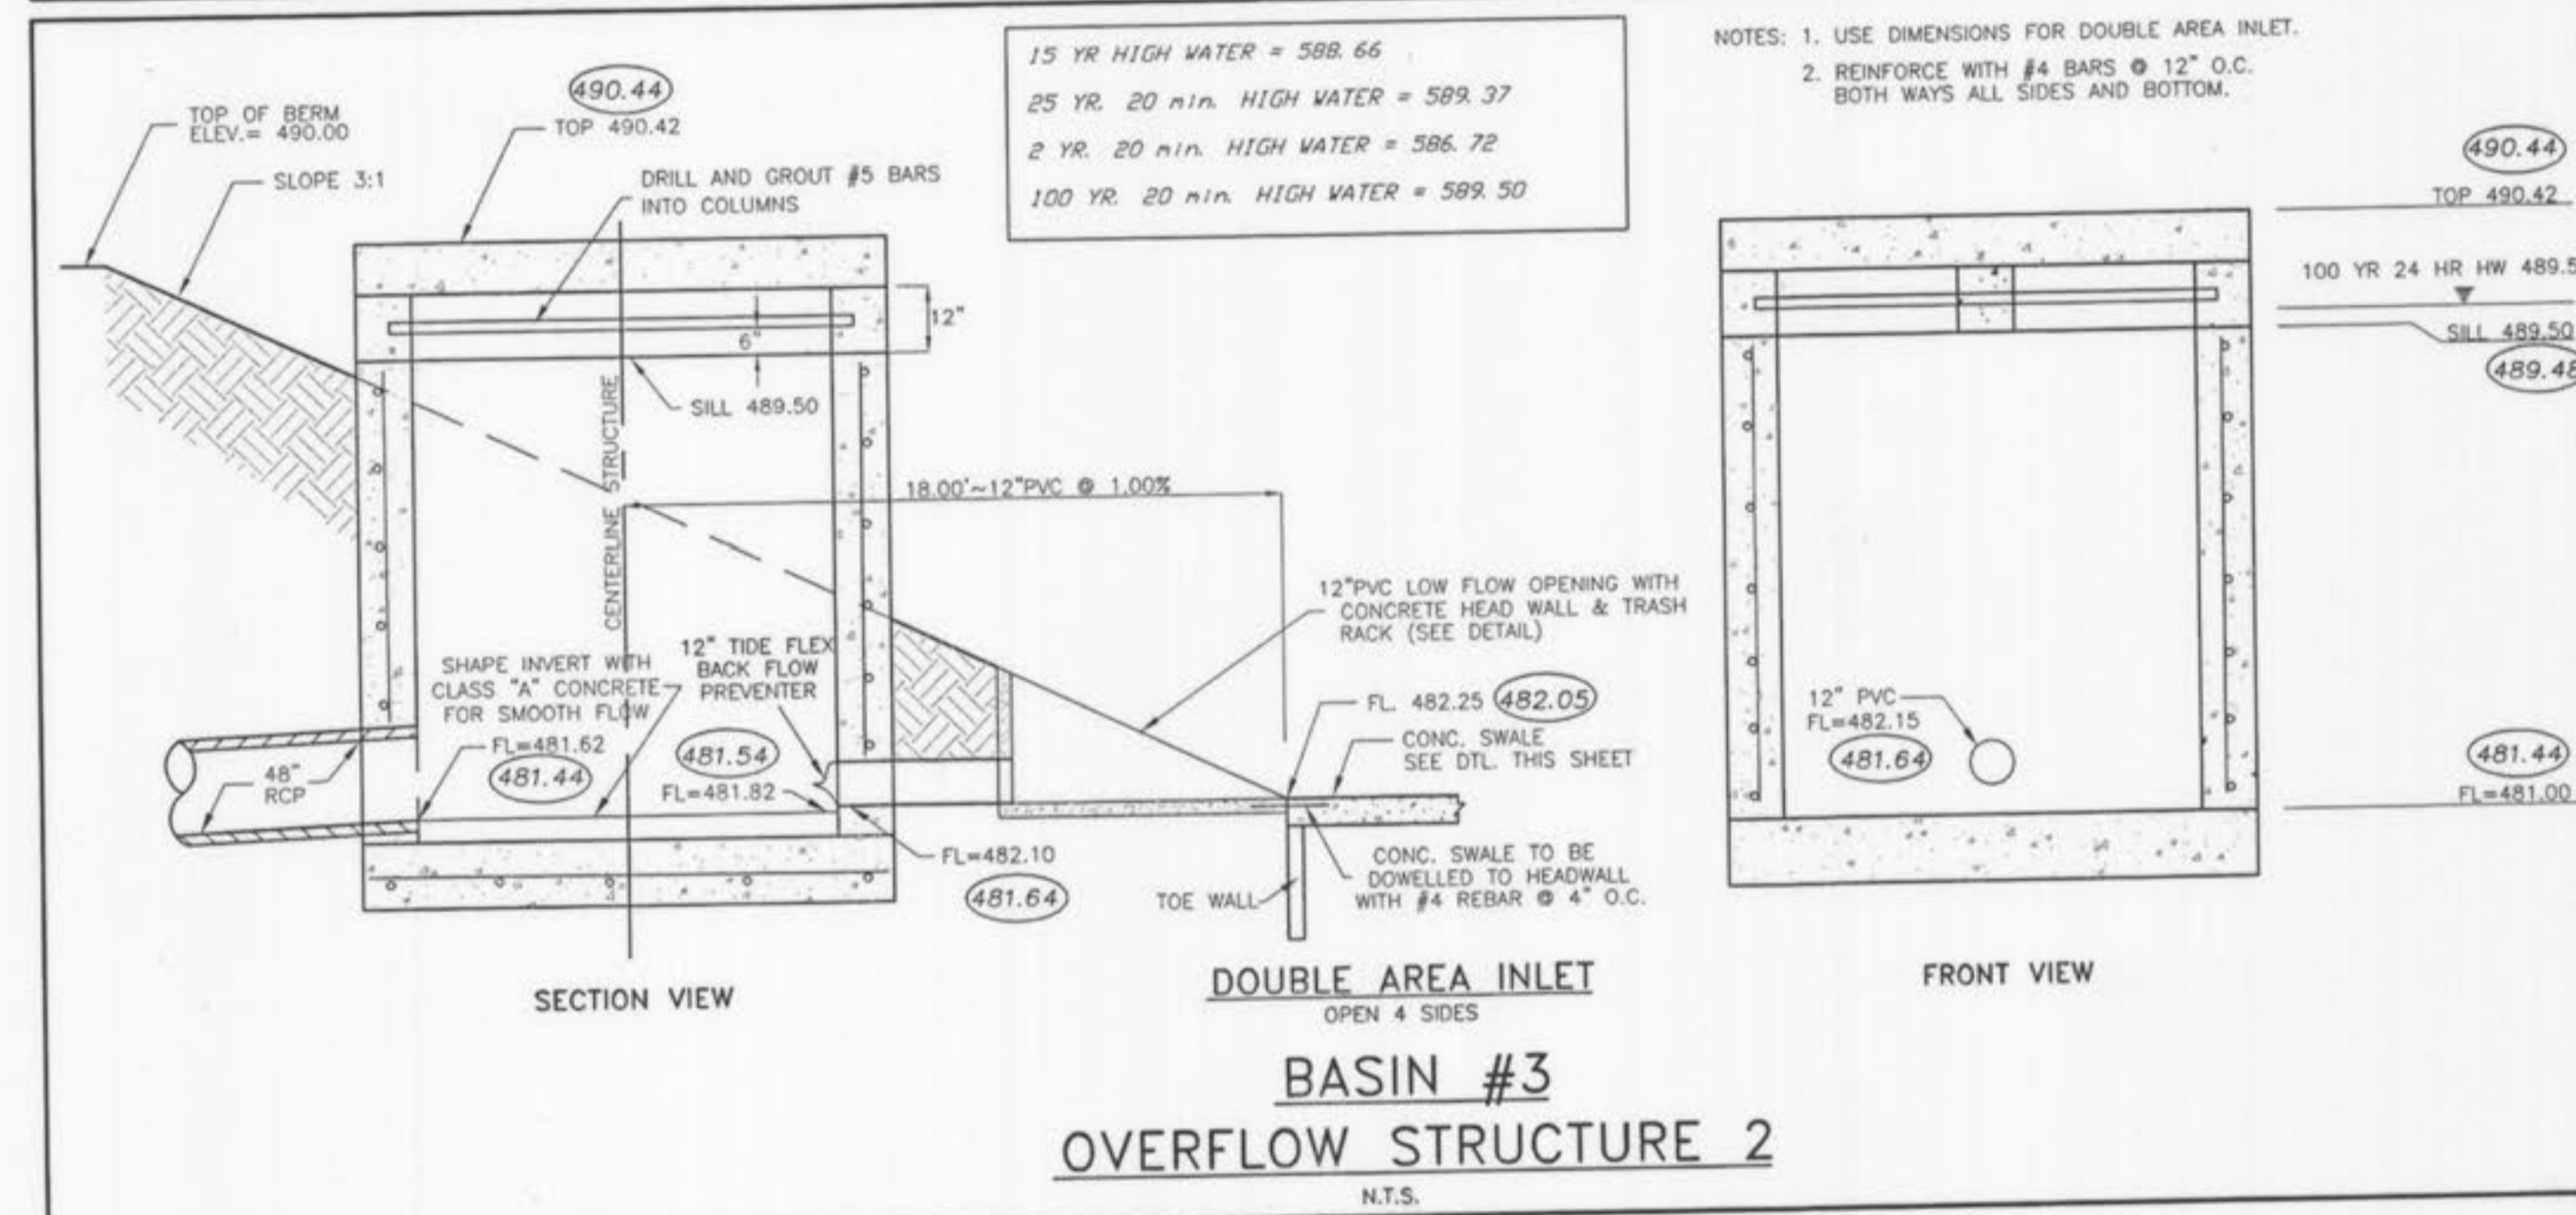 15 YR HIGH WATER = 588.66
25 YR. 20 min. HIGH WATER = 589.37
2 YR. 20 min. HIGH WATER = 586.72
100 YR. 20 min. HIGH WATER = 589.50
NOTES: 1. USE DIMENSIONS FOR DOUBLE AREA INLET.
2. REINFORCE WITH #4 BARS @ 12" O.C.
BOTH WAYS ALL SIDES AND BOTTOM.
TOP OF BERM
ELEV.= 490.00
SLOPE 3:1
490.44
TOP 490.42
DRILL AND GROUT #5 BARS
INTO COLUMNS
12"
6"
SILL 489.50
CENTERLINE STRUCTURE
18.00'~12"PVC @ 1.00%
12"PVC LOW FLOW OPENING WITH
CONCRETE HEAD WALL & TRASH
RACK (SEE DETAIL)
SHAPE INVERT WITH
CLASS "A" CONCRETE
FOR SMOOTH FLOW
12" TIDE FLEX
BACK FLOW
PREVENTER
FL=481.62
481.44
481.54
FL=481.82
48"
RCP
FL. 482.25 482.05
CONC. SWALE
SEE DTL. THIS SHEET
FL=482.10
481.64
TOE WALL
CONC. SWALE TO BE
DOWELLED TO HEADWALL
WITH #4 REBAR @ 4" O.C.
SECTION VIEW
490.44
TOP 490.42
100 YR 24 HR HW 489.5
SILL 489.50
489.48
12" PVC
FL=482.15
481.64
481.44
FL=481.00
FRONT VIEW
DOUBLE AREA INLET
OPEN 4 SIDES
BASIN #3
OVERFLOW STRUCTURE 2
N.T.S.